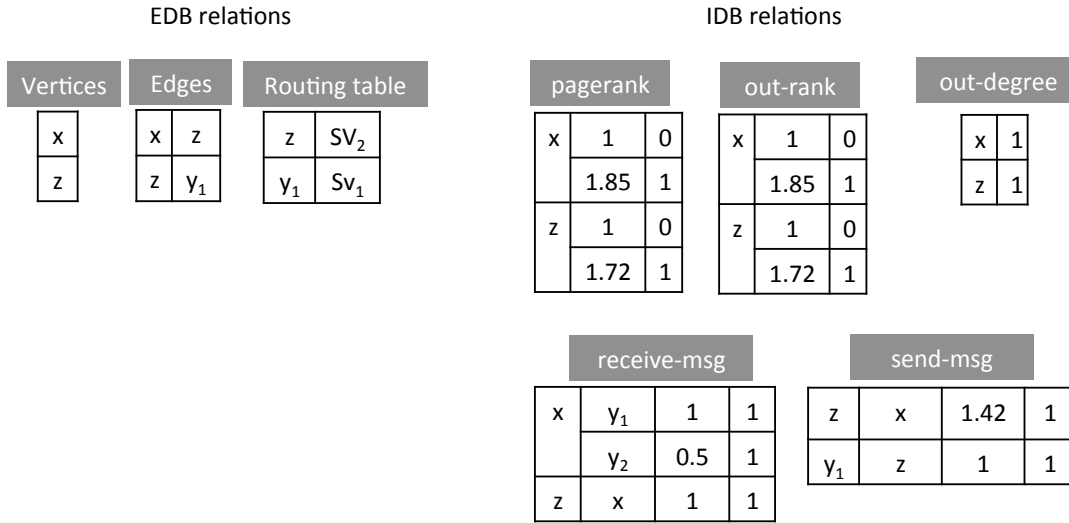 EDB relations
IDB relations
Vertices
x
z
Edges
x z
z y₁
Routing table
z SV₂
y₁ Sv₁
pagerank
x 1 0
1.85 1
z 1 0
1.72 1
out-rank
x 1 0
1.85 1
z 1 0
1.72 1
out-degree
x 1
z 1
receive-msg
x y₁ 1 1
y₂ 0.5 1
z x 1 1
send-msg
z x 1.42 1
y₁ z 1 1